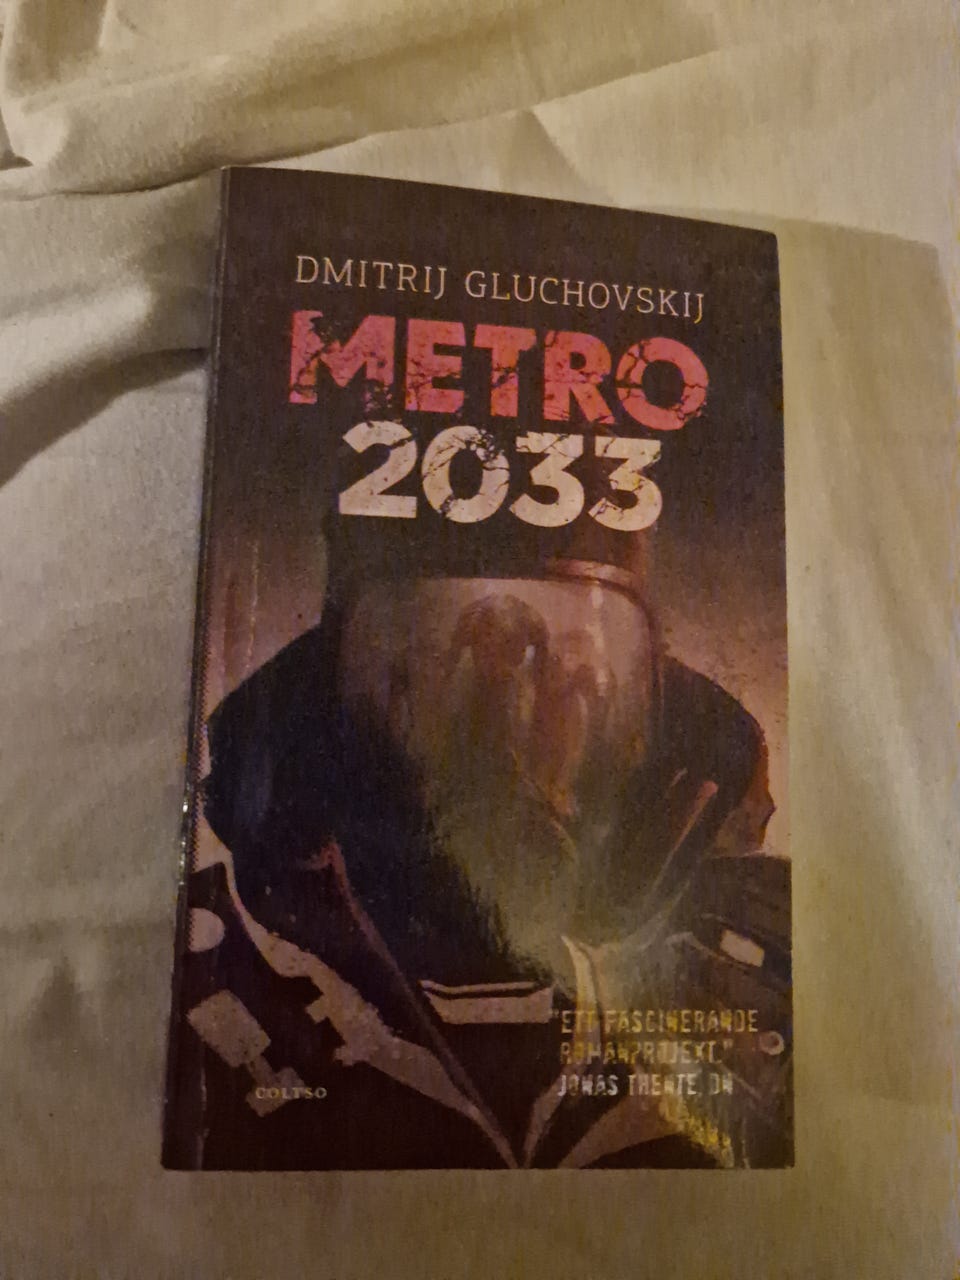 DMITRIJ GLUCHOVSKIJ
METRO
2033
"ETT FASCINERANDE
ROMANPROJEKT."
JONAS THENTE, DN
COLTSO